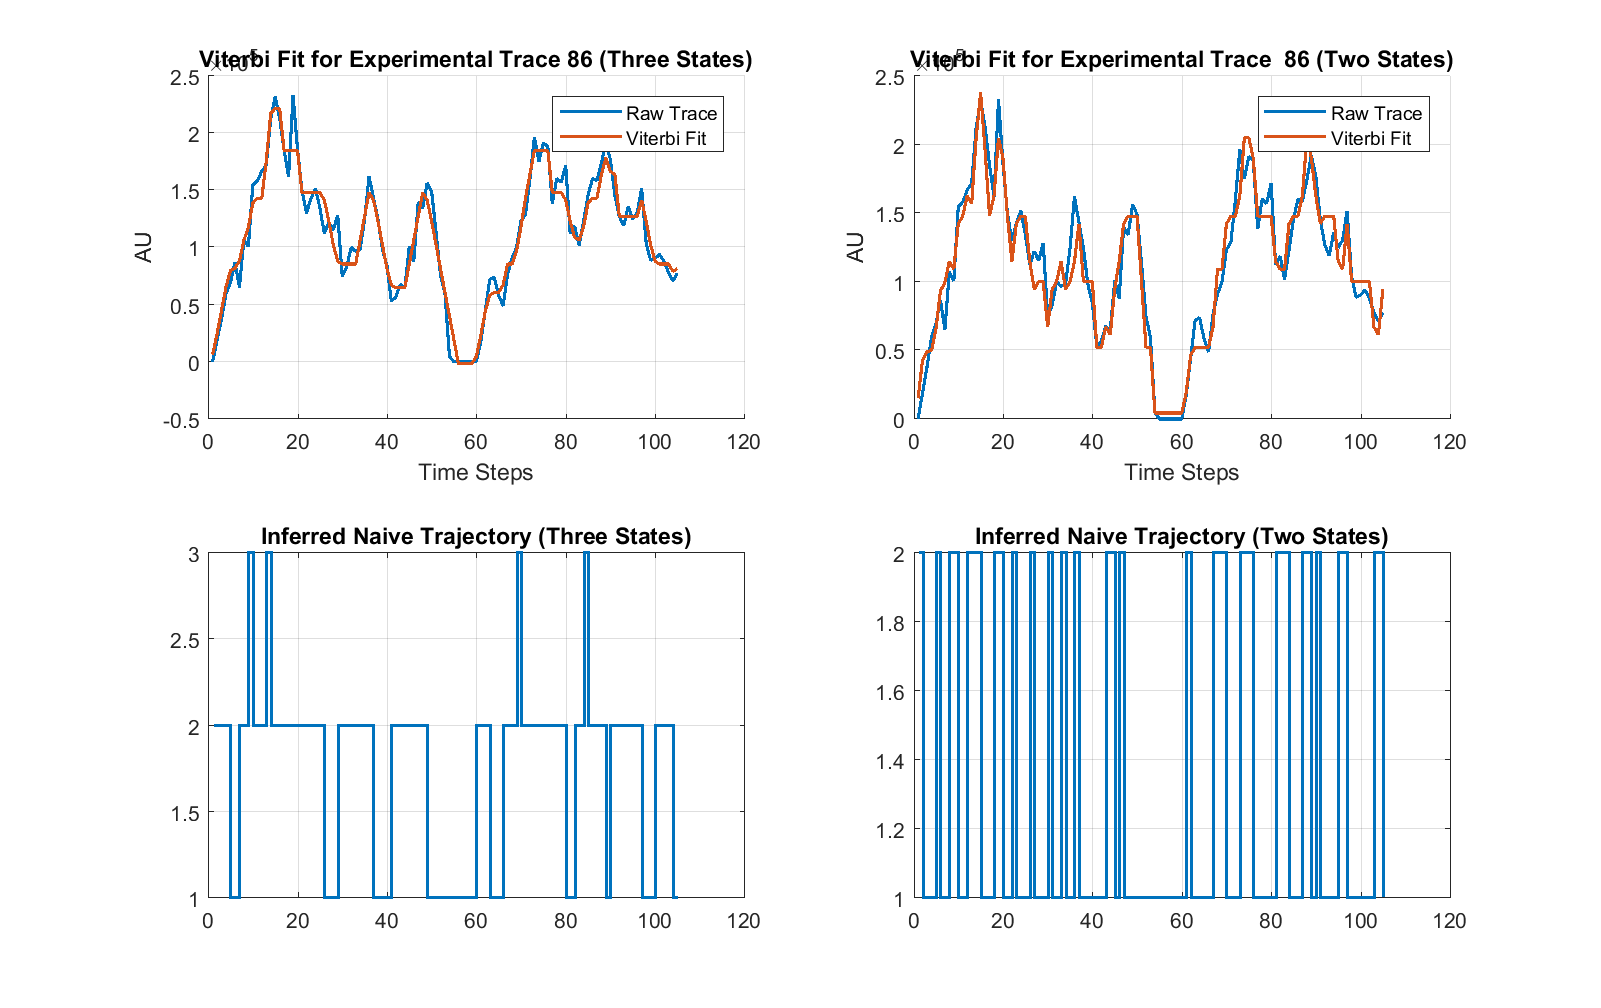 Viterbi Fit for Experimental Trace 86 (Three States)
×10^5
2.5
2
1.5
1
0.5
0
-0.5
AU
Raw Trace
Viterbi Fit
0 20 40 60 80 100 120
Time Steps
Viterbi Fit for Experimental Trace  86 (Two States)
×10^5
2.5
2
1.5
1
0.5
0
AU
Raw Trace
Viterbi Fit
0 20 40 60 80 100 120
Time Steps
Inferred Naive Trajectory (Three States)
3
2.5
2
1.5
1
0 20 40 60 80 100 120
Inferred Naive Trajectory (Two States)
2
1.8
1.6
1.4
1.2
1
0 20 40 60 80 100 120